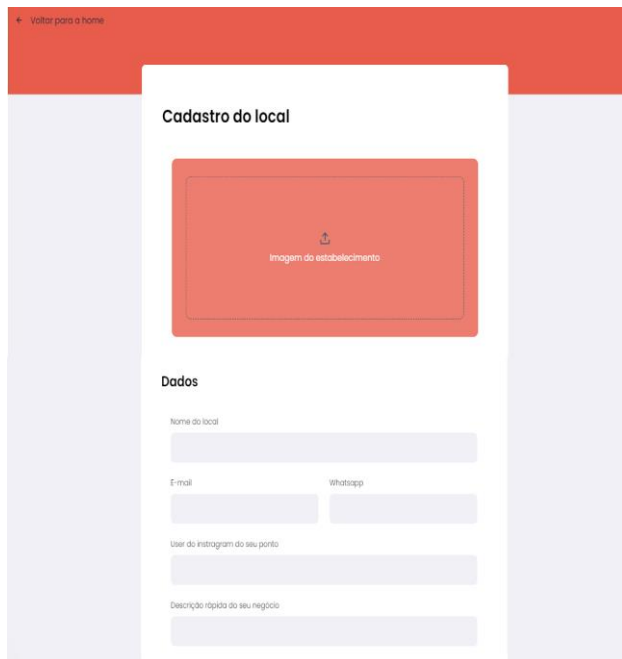 ← Voltar para a home
Cadastro do local
Imagem do estabelecimento
Dados
Nome do local
E-mail
Whatsapp
User do instragram do seu ponto
Descrição rápida do seu negócio